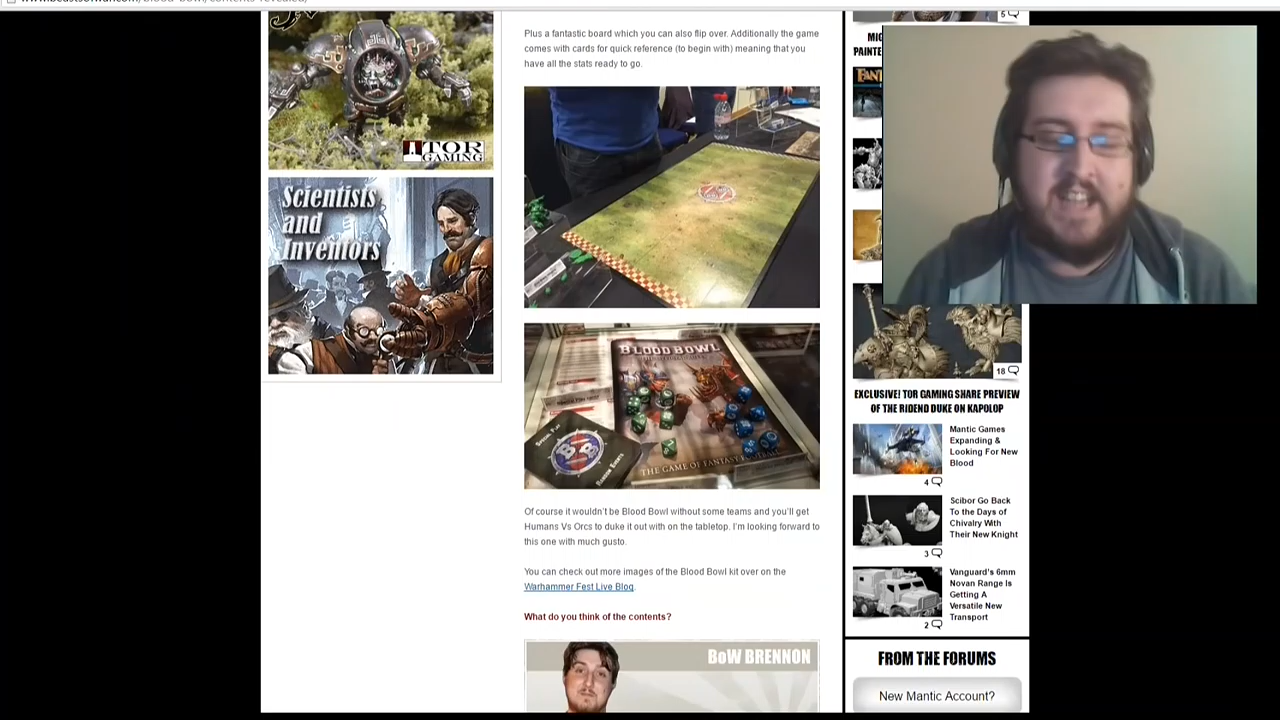 Plus a fantastic board which you can also flip over. Additionally the game
comes with cards for quick reference (to begin with) meaning that you
have all the stats ready to go.
TOR
GAMING
Scientists
and
Inventors
BLOOD BOWL
THE GAME OF FANTASY FOOTBALL
SPECIAL PLAY
RANDOM EVENTS
Of course it wouldn't be Blood Bowl without some teams and you'll get
Humans Vs Orcs to duke it out with on the tabletop. I'm looking forward to
this one with much gusto.
You can check out more images of the Blood Bowl kit over on the
Warhammer Fest Live Blog.
What do you think of the contents?
BoW BRENNON
5
18
EXCLUSIVE! TOR GAMING SHARE PREVIEW
OF THE RIDEND DUKE ON KAPOLOP
Mantic Games
Expanding &
Looking For New
Blood
4
Scibor Go Back
To the Days of
Chivalry With
Their New Knight
3
Vanguard's 6mm
Novan Range Is
Getting A
Versatile New
Transport
2
FROM THE FORUMS
New Mantic Account?